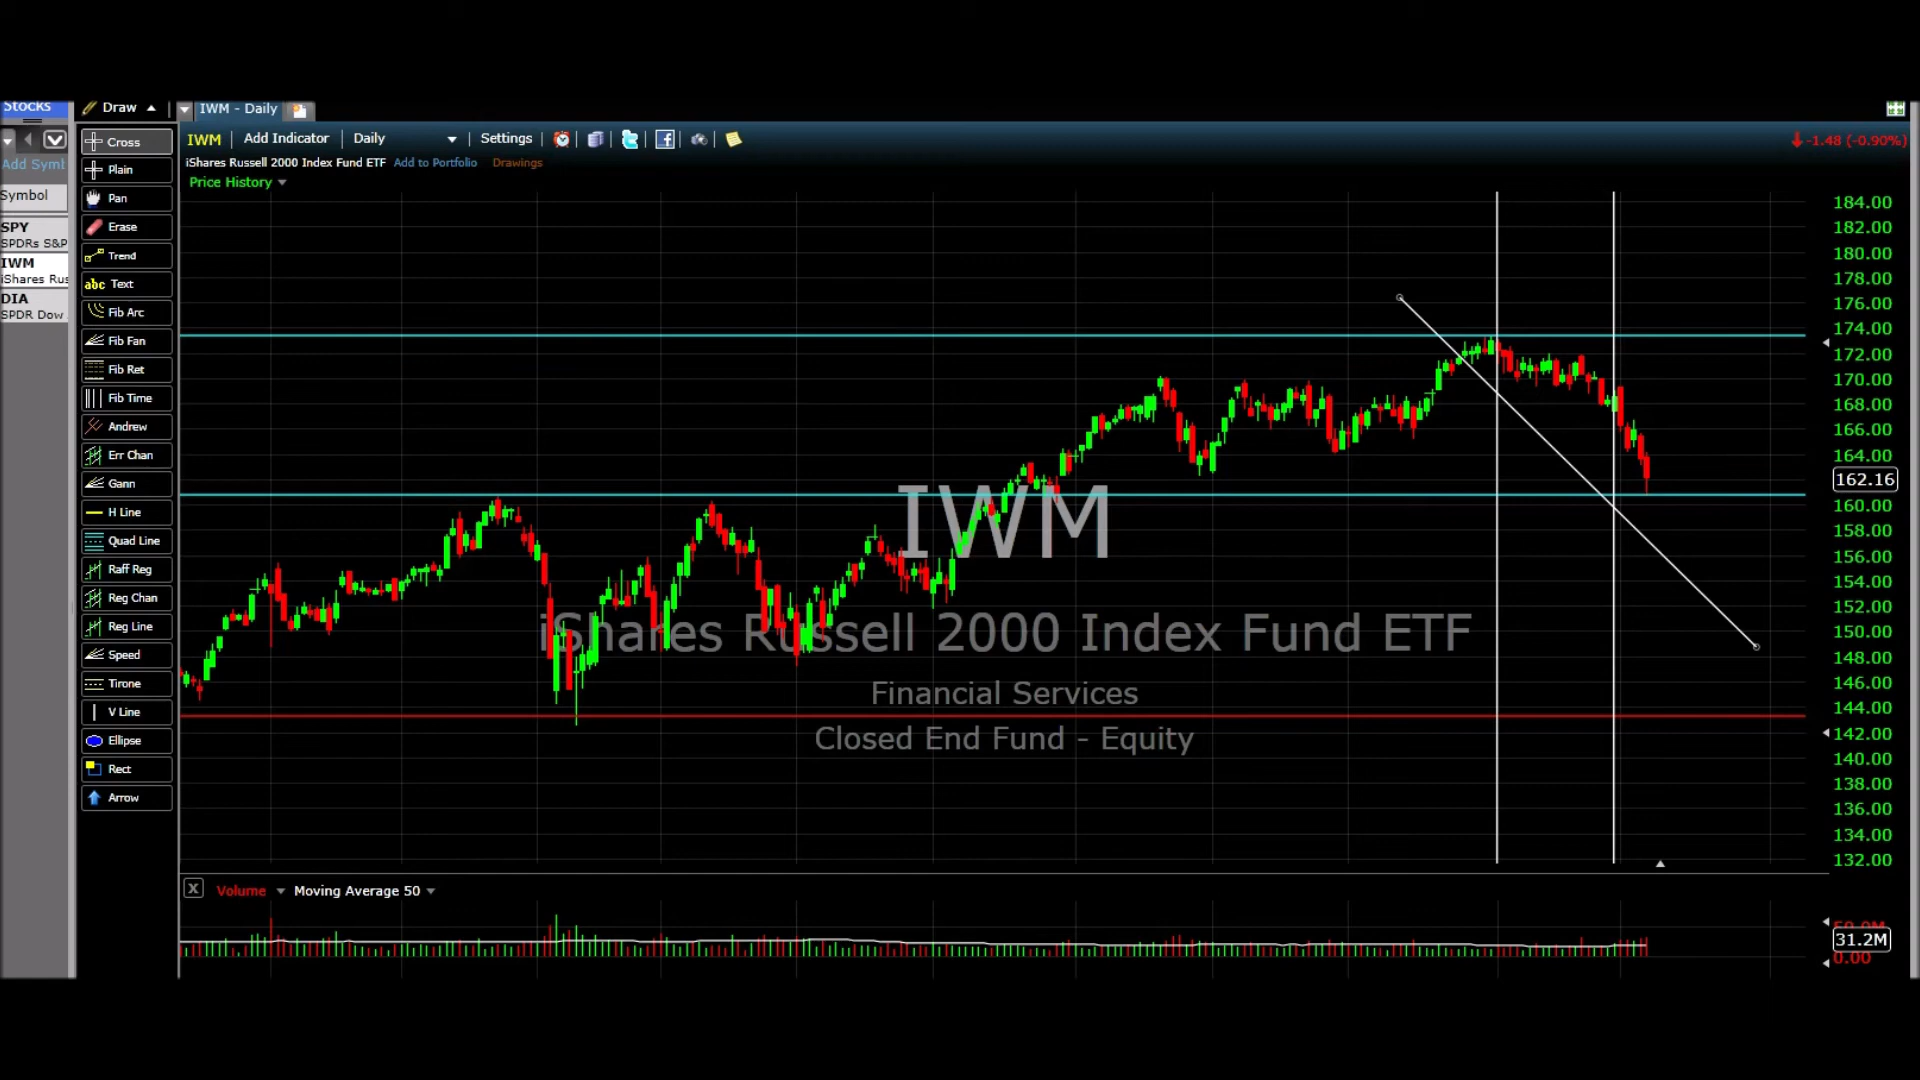 Stocks
Draw
IWM - Daily
Cross
IWM
Add Indicator
Daily
Settings
-1.48 (-0.90%)
Add Symb
Plain
iShares Russell 2000 Index Fund ETF Add to Portfolio Drawings
Symbol
Pan
Price History
SPY
SPDRs S&P
Erase
IWM
iShares Rus
Trend
DIA
SPDR Dow
Text
abc
Fib Arc
Fib Fan
Fib Ret
Fib Time
Andrew
Err Chan
Gann
H Line
Quad Line
Raff Reg
Reg Chan
Reg Line
Speed
Tirone
V Line
Ellipse
Rect
Arrow
184.00
182.00
180.00
178.00
176.00
174.00
172.00
170.00
168.00
166.00
164.00
162.16
160.00
158.00
156.00
154.00
152.00
150.00
148.00
146.00
144.00
142.00
140.00
138.00
136.00
134.00
132.00
IWM
iShares Russell 2000 Index Fund ETF
Financial Services
Closed End Fund - Equity
X Volume Moving Average 50
31.2M
0.00